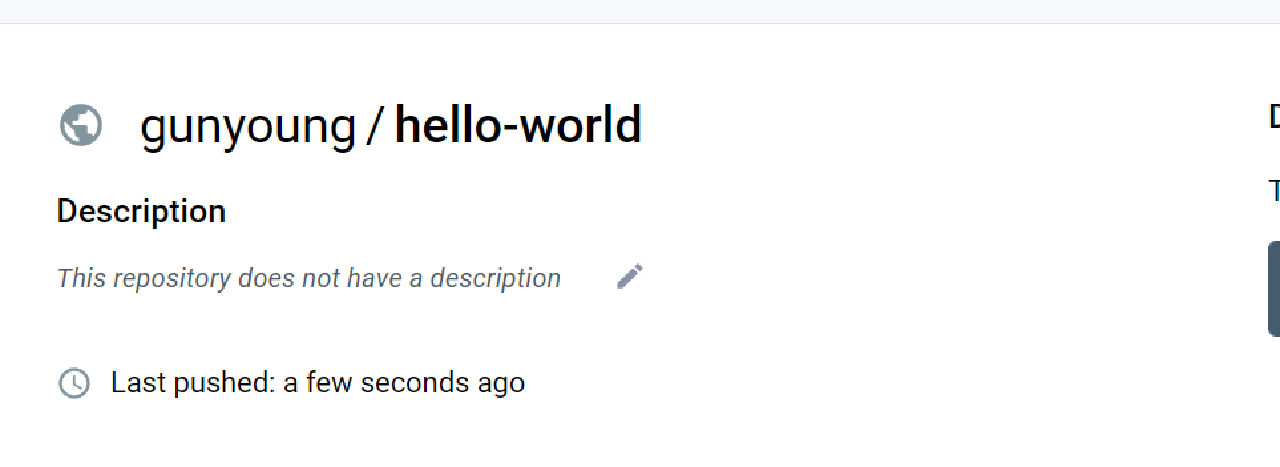 gunyoung / hello-world
Description
This repository does not have a description
Last pushed: a few seconds ago